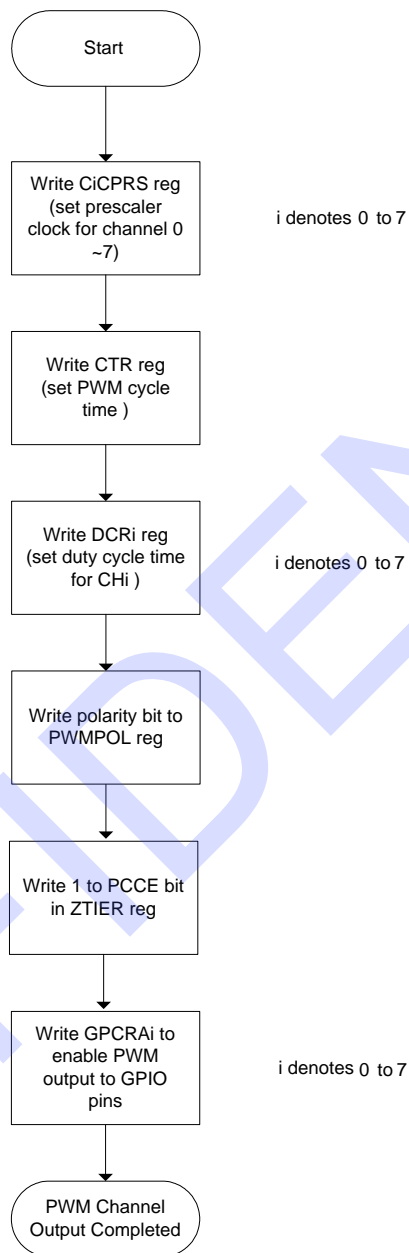 Start
Write CiCPRS reg
(set prescaler
clock for channel 0
~7)
i denotes 0 to 7
Write CTR reg
(set PWM cycle
time )
Write DCRi reg
(set duty cycle time
for CHi )
i denotes 0 to 7
Write polarity bit to
PWMPOL reg
Write 1 to PCCE bit
in ZTIER reg
Write GPCRAi to
enable PWM
output to GPIO
pins
i denotes 0 to 7
PWM Channel
Output Completed